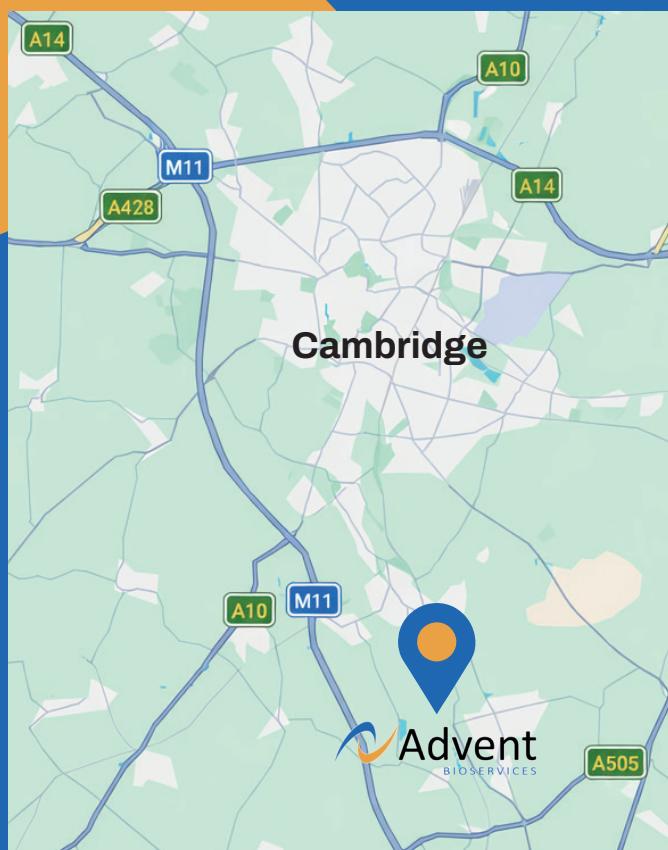 A14
A10
M11
A14
A428
Cambridge
A10
M11
Advent
BIOSERVICES
A505